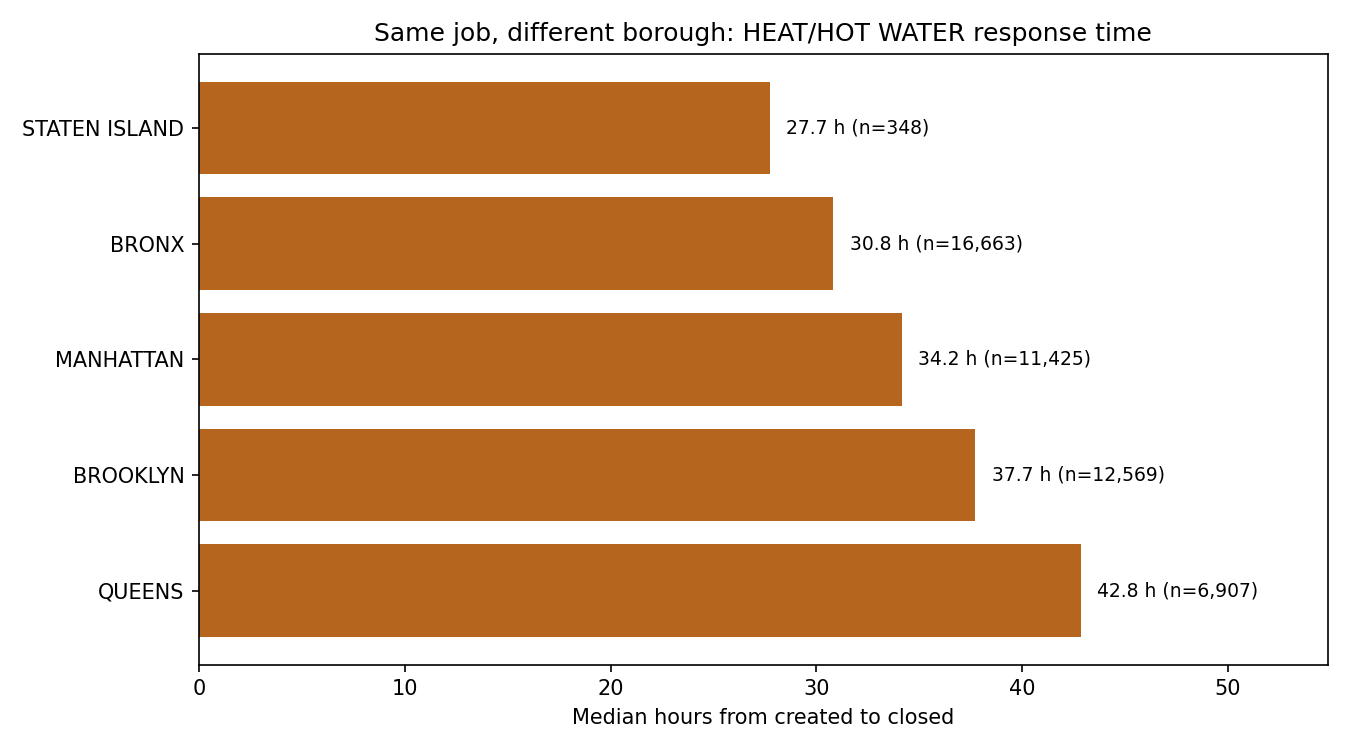 Same job, different borough: HEAT/HOT WATER response time
STATEN ISLAND
27.7 h (n=348)
BRONX
30.8 h (n=16,663)
MANHATTAN
34.2 h (n=11,425)
BROOKLYN
37.7 h (n=12,569)
QUEENS
42.8 h (n=6,907)
0 10 20 30 40 50
Median hours from created to closed